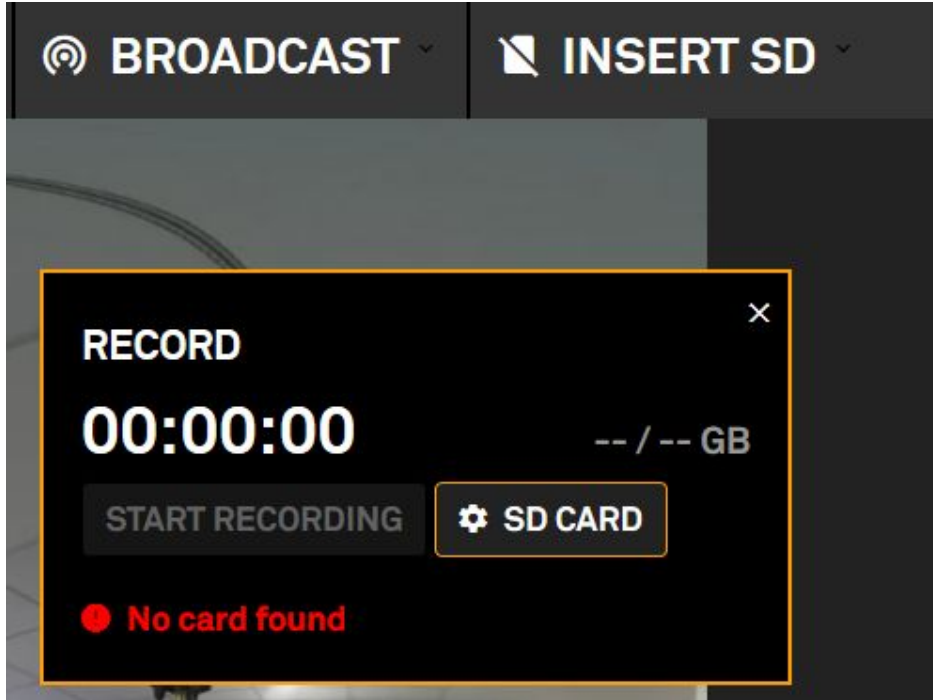 BROADCAST
INSERT SD
RECORD
00:00:00
-- / -- GB
START RECORDING
SD CARD
No card found